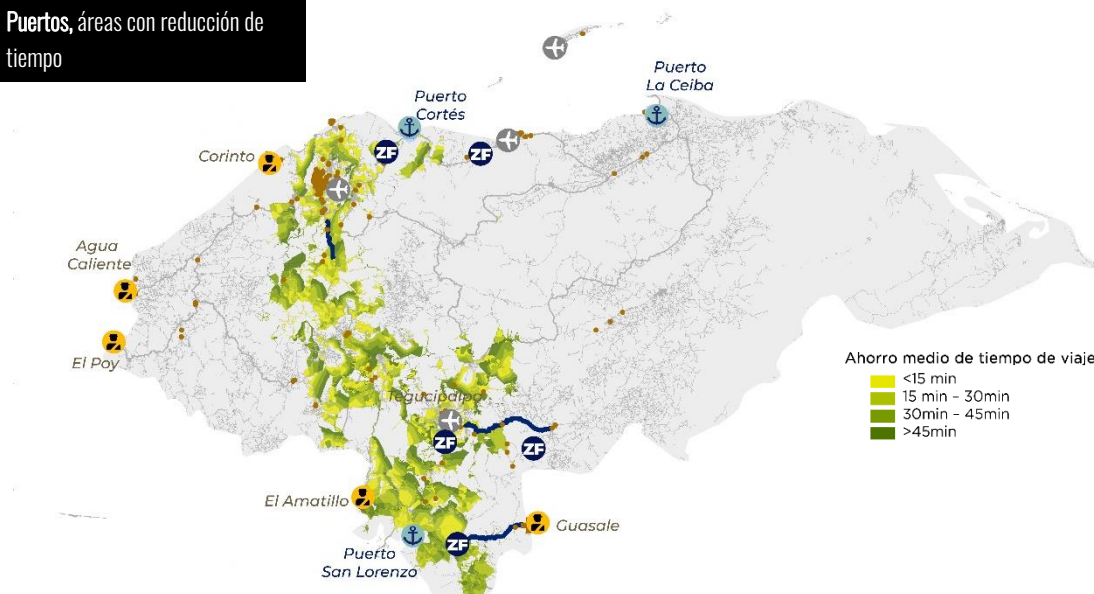 Puertos, áreas con reducción de
tiempo
Puerto
La Ceiba
Puerto
Cortés
Corinto
ZF
ZF
Agua
Caliente
El Poy
Ahorro medio de tiempo de viaje
<15 min
15 min - 30min
30min - 45min
>45min
Tegucipalpa
ZF
ZF
El Amatillo
Guasale
ZF
Puerto
San Lorenzo